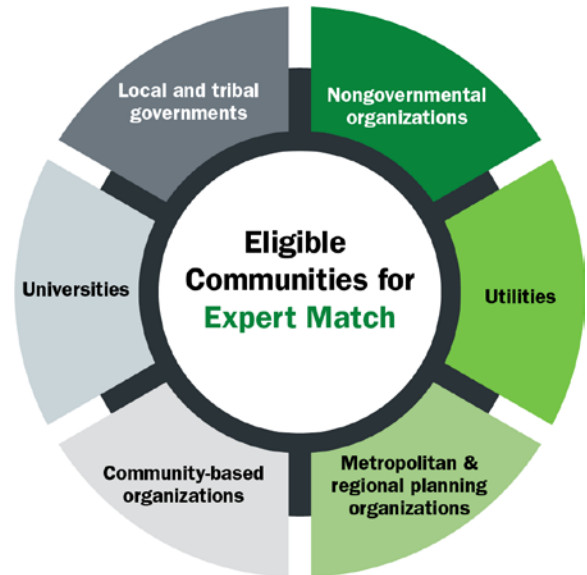 Local and tribal
governments
Nongovernmental
organizations
Universities
Eligible
Communities for
Expert Match
Utilities
Community-based
organizations
Metropolitan &
regional planning
organizations